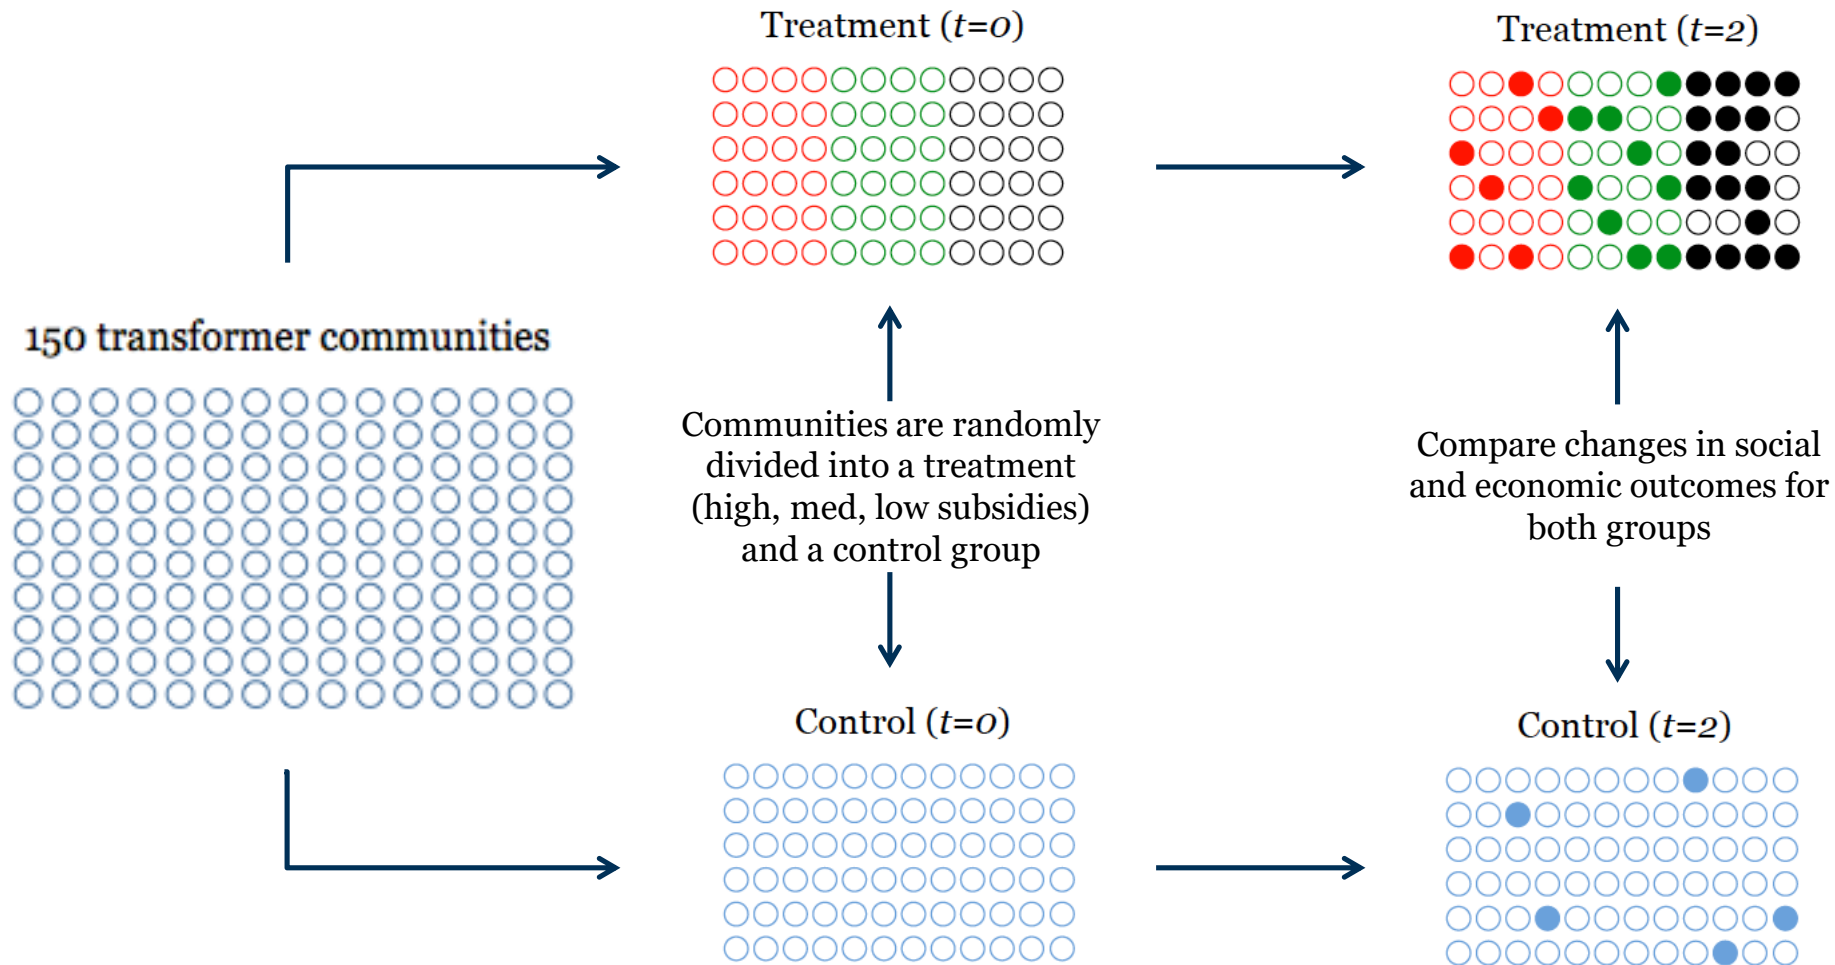 Treatment (t=0)
Treatment (t=2)
150 transformer communities
Communities are randomly
divided into a treatment
(high, med, low subsidies)
and a control group
Compare changes in social
and economic outcomes for
both groups
Control (t=0)
Control (t=2)